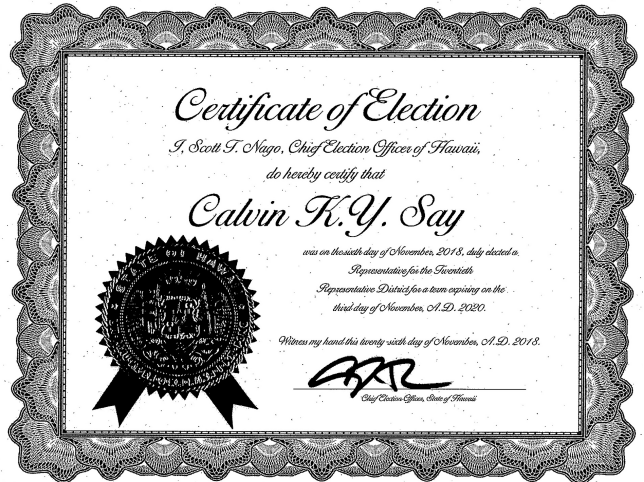 Certificate of Election
I, Scott T. Nago, Chief Election Officer of Hawaii,
do hereby certify that
Calvin K.Y. Say
was on the sixth day of November, 2018, duly elected a
Representative for the Twentieth
Representative District for a term expiring on the
third day of November, A.D. 2020.
Witness my hand this twenty-sixth day of November, A.D. 2018.
Chief Election Officer, State of Hawaii
STATE OF HAW